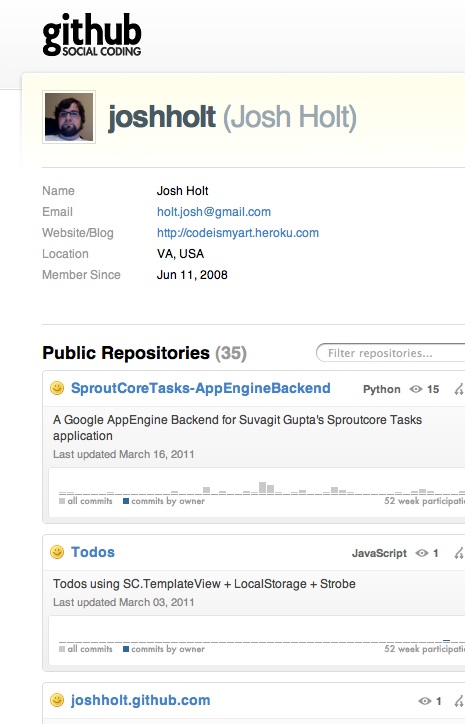 github
SOCIAL CODING
joshholt (Josh Holt)
Name Josh Holt
Email holt.josh@gmail.com
Website/Blog http://codeismyart.heroku.com
Location VA, USA
Member Since Jun 11, 2008
Public Repositories (35) Filter repositories...
SproutCoreTasks-AppEngineBackend Python 15
A Google AppEngine Backend for Suvagit Gupta's Sproutcore Tasks
application
Last updated March 16, 2011
all commits commits by owner 52 week participati
Todos JavaScript 1
Todos using SC.TemplateView + LocalStorage + Strobe
Last updated March 03, 2011
all commits commits by owner 52 week participati
joshholt.github.com 1